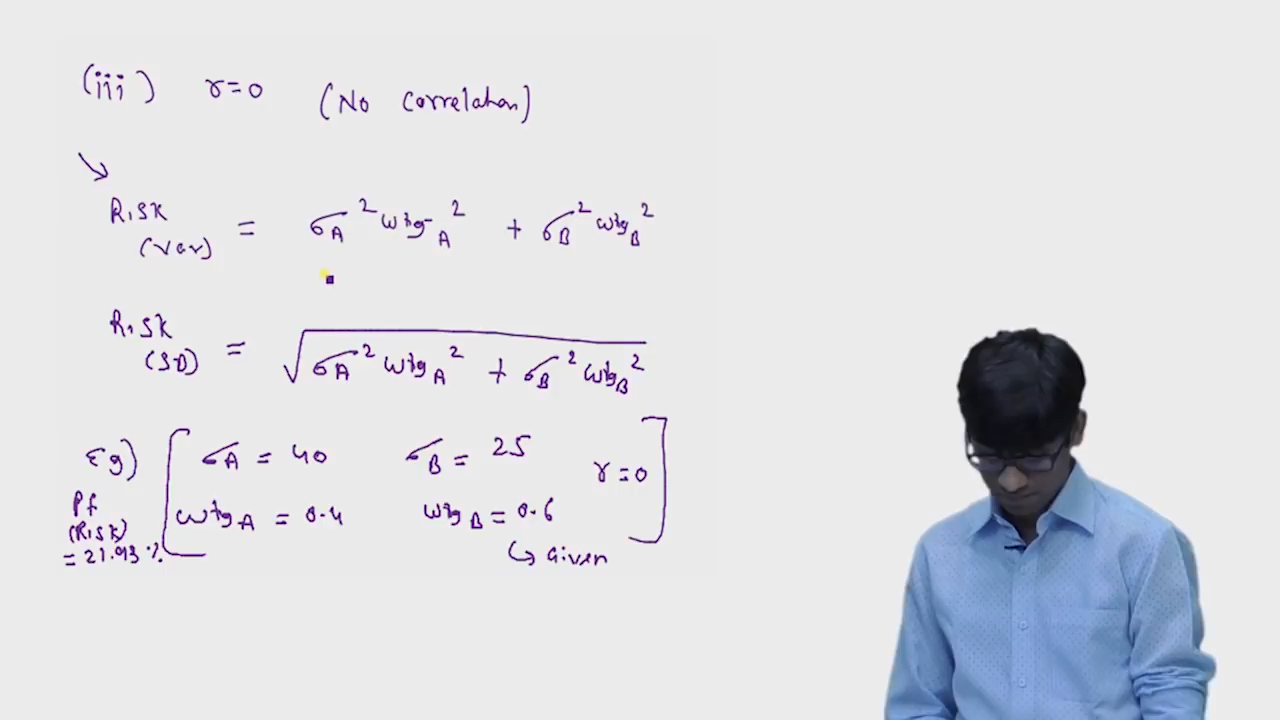 (iii) r=0 (No Correlation)
Risk (Var) = σA² wtgA² + σB² wtgB²
Risk (SD) = √(σA² wtgA² + σB² wtgB²)
Eg) σA = 40 σB = 25 r=0
wtgA = 0.4 wtgB = 0.6
Pf (Risk) = 21.93%
↳ Given